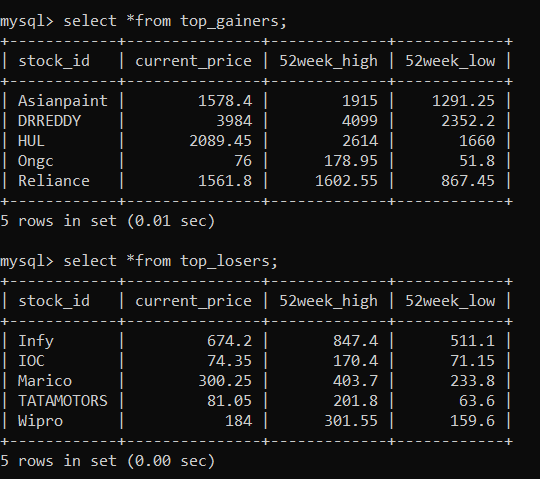 mysql> select *from top_gainers;
+------------+---------------+-------------+------------+
| stock_id   | current_price | 52week_high | 52week_low |
+------------+---------------+-------------+------------+
| Asianpaint |        1578.4 |        1915 |    1291.25 |
| DRREDDY    |          3984 |        4099 |     2352.2 |
| HUL        |       2089.45 |        2614 |       1660 |
| Ongc       |            76 |      178.95 |       51.8 |
| Reliance   |        1561.8 |     1602.55 |     867.45 |
+------------+---------------+-------------+------------+
5 rows in set (0.01 sec)

mysql> select *from top_losers;
+------------+---------------+-------------+------------+
| stock_id   | current_price | 52week_high | 52week_low |
+------------+---------------+-------------+------------+
| Infy       |         674.2 |       847.4 |      511.1 |
| IOC        |         74.35 |       170.4 |      71.15 |
| Marico     |        300.25 |       403.7 |      233.8 |
| TATAMOTORS |         81.05 |       201.8 |       63.6 |
| Wipro      |           184 |      301.55 |      159.6 |
+------------+---------------+-------------+------------+
5 rows in set (0.00 sec)